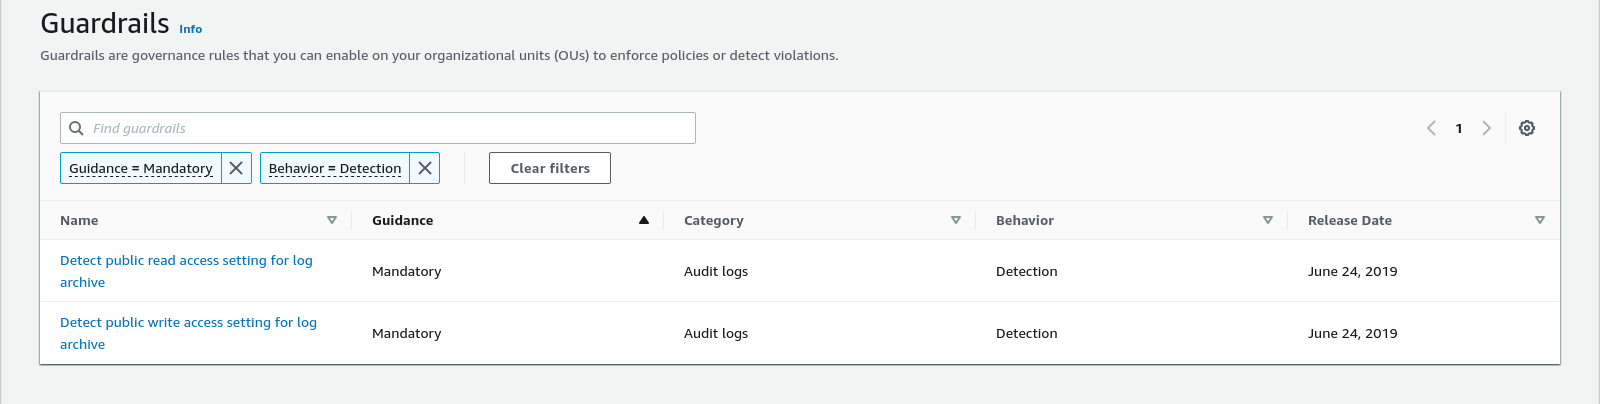 Guardrails Info
Guardrails are governance rules that you can enable on your organizational units (OUs) to enforce policies or detect violations.
Find guardrails
1
Guidance = Mandatory
Behavior = Detection
Clear filters
Name Guidance Category Behavior Release Date
Detect public read access setting for log
archive
Mandatory Audit logs Detection June 24, 2019
Detect public write access setting for log
archive
Mandatory Audit logs Detection June 24, 2019